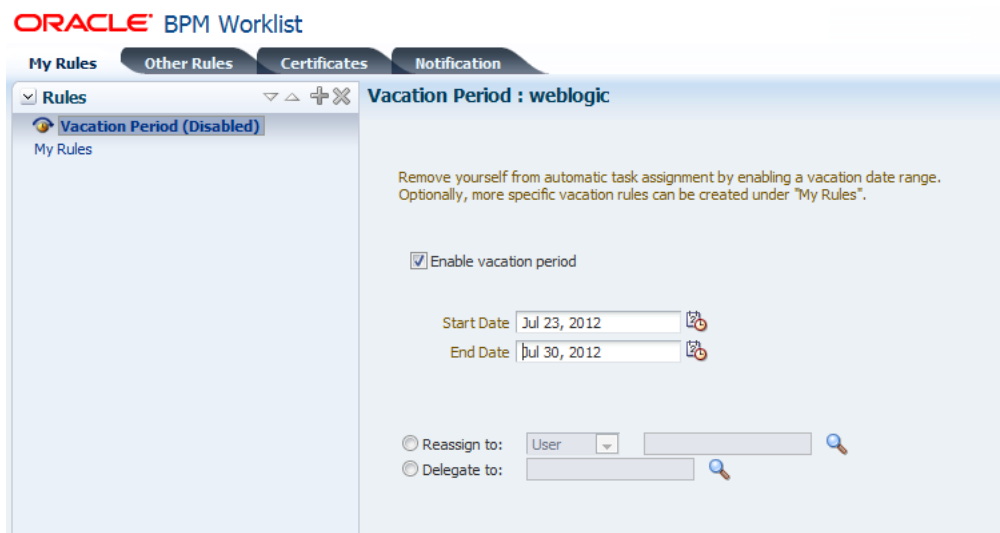 ORACLE BPM Worklist
My Rules Other Rules Certificates Notification
Rules
Vacation Period : weblogic
Vacation Period (Disabled)
My Rules
Remove yourself from automatic task assignment by enabling a vacation date range.
Optionally, more specific vacation rules can be created under "My Rules".
Enable vacation period
Start Date Jul 23, 2012
End Date Jul 30, 2012
Reassign to: User
Delegate to: